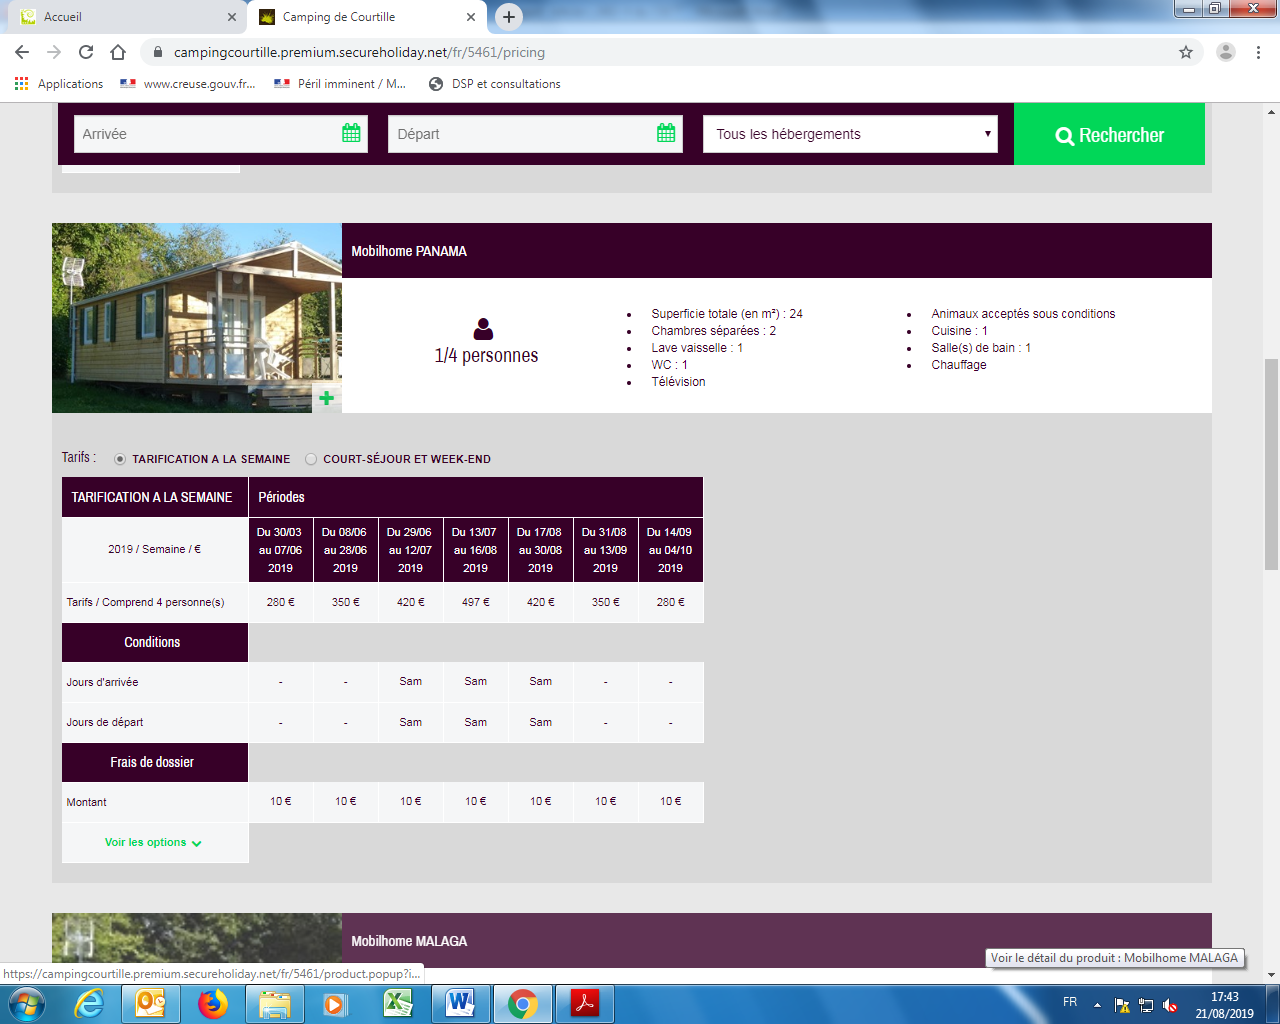 Accueil
Camping de Courtille
campingcourtille.premium.secureholiday.net/fr/5461/pricing
Applications
www.creuse.gouv.fr...
Péril imminent / M...
DSP et consultations
Arrivée
Départ
Tous les hébergements
Rechercher
Mobilhome PANAMA
1/4 personnes
Superficie totale (en m²) : 24
Chambres séparées : 2
Lave vaisselle : 1
WC : 1
Télévision
Animaux acceptés sous conditions
Cuisine : 1
Salle(s) de bain : 1
Chauffage
Tarifs : TARIFICATION A LA SEMAINE COURT-SÉJOUR ET WEEK-END
TARIFICATION A LA SEMAINE Périodes
2019 / Semaine / €
Du 30/03 au 07/06 2019
Du 08/06 au 28/06 2019
Du 29/06 au 12/07 2019
Du 13/07 au 16/08 2019
Du 17/08 au 30/08 2019
Du 31/08 au 13/09 2019
Du 14/09 au 04/10 2019
Tarifs / Comprend 4 personne(s) 280 € 350 € 420 € 497 € 420 € 350 € 280 €
Conditions
Jours d'arrivée - - Sam Sam Sam - -
Jours de départ - - Sam Sam Sam - -
Frais de dossier
Montant 10 € 10 € 10 € 10 € 10 € 10 € 10 €
Voir les options
Mobilhome MALAGA
Voir le détail du produit : Mobilhome MALAGA
https://campingcourtille.premium.secureholiday.net/fr/5461/product.popup?i...
FR
17:43
21/08/2019